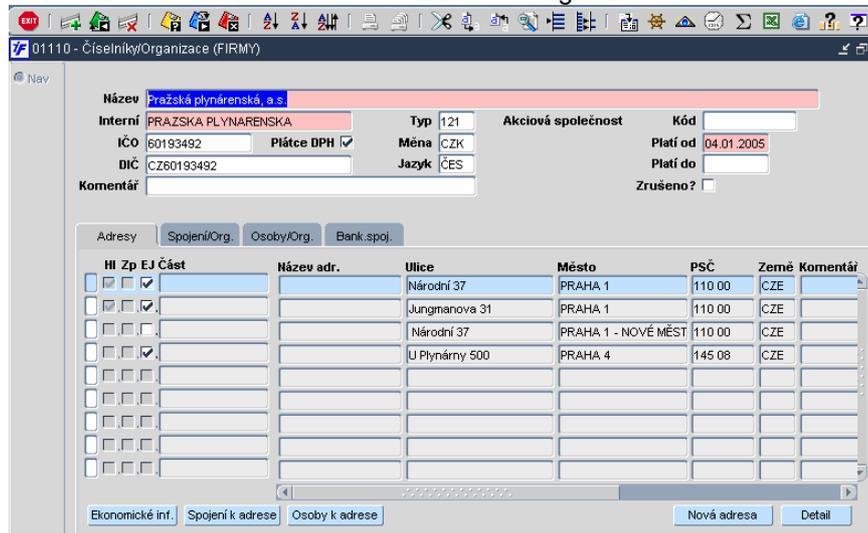 EXIT
01110 - Číselníky/Organizace (FIRMY)
Nav
Název Pražská plynárenská, a.s.
Interní PRAZSKA PLYNARENSKA Typ 121 Akciová společnost Kód
IČO 60193492 Plátce DPH Měna CZK Platí od 04.01.2005
DIČ CZ60193492 Jazyk ČES Platí do
Komentář Zrušeno?
Adresy Spojení/Org. Osoby/Org. Bank.spoj.
Hl Zp EJ Část Název adr. Ulice Město PSČ Země Komentář
Národní 37 PRAHA 1 110 00 CZE
Jungmanova 31 PRAHA 1 110 00 CZE
Národní 37 PRAHA 1 - NOVÉ MĚST 110 00 CZE
U Plynárny 500 PRAHA 4 145 08 CZE
Ekonomické inf. Spojení k adrese Osoby k adrese Nová adresa Detail